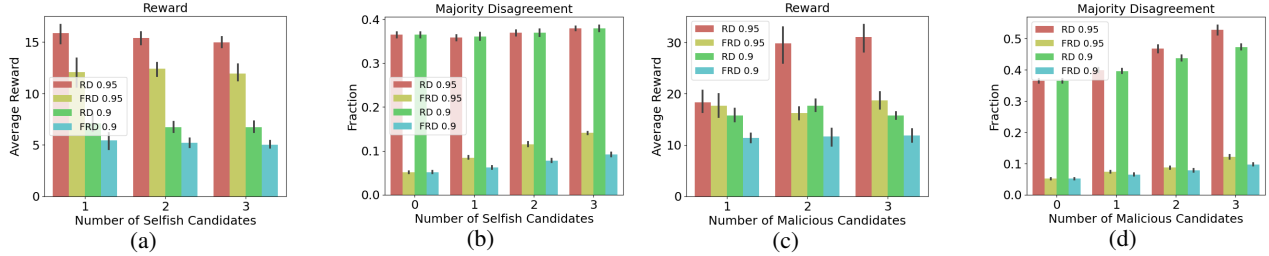 Reward
Average Reward
15
10
5
0
RD 0.95
FRD 0.95
RD 0.9
FRD 0.9
1 2 3
Number of Selfish Candidates
(a)
Majority Disagreement
Fraction
0.4
0.3
0.2
0.1
0.0
RD 0.95
FRD 0.95
RD 0.9
FRD 0.9
0 1 2 3
Number of Selfish Candidates
(b)
Reward
Average Reward
30
20
10
0
RD 0.95
FRD 0.95
RD 0.9
FRD 0.9
1 2 3
Number of Malicious Candidates
(c)
Majority Disagreement
Fraction
0.5
0.4
0.3
0.2
0.1
0.0
RD 0.95
FRD 0.95
RD 0.9
FRD 0.9
0 1 2 3
Number of Malicious Candidates
(d)